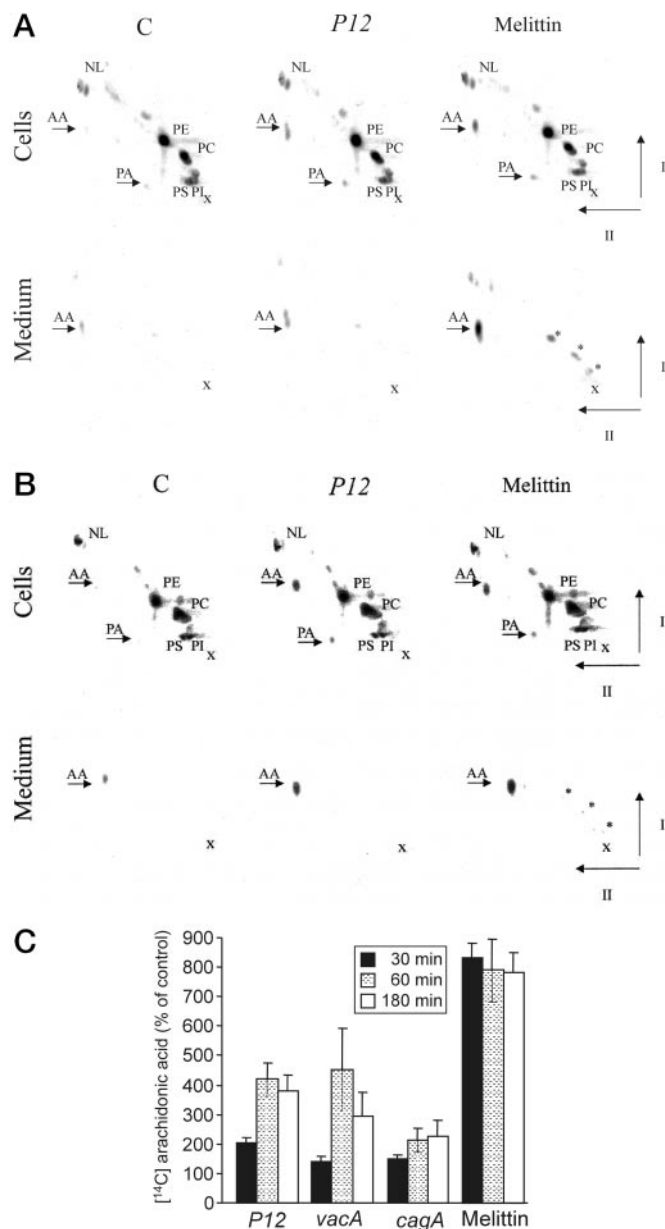 A
C P12 Melittin
Cells
NL NL NL
AA AA AA
PE PE PE
PC PC PC
PA PA PA
PS PI PS PI PS PI
x x x
I
II
Medium
AA AA AA
* * *
x x x
I
II
B
C P12 Melittin
Cells
NL NL NL
AA AA AA
PE PE PE
PC PC PC
PA PA PA
PS PI PS PI PS PI
x x x
I
II
Medium
AA AA AA
* * *
x x x
I
II
C
[14C] arachidonic acid (% of control)
900
800
700
600
500
400
300
200
100
0
30 min
60 min
180 min
P12 vacA cagA Melittin